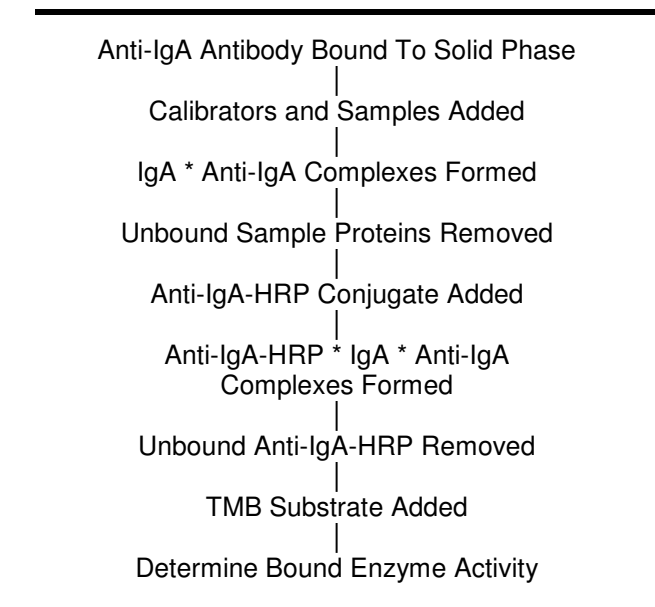 Anti-IgA Antibody Bound To Solid Phase
Calibrators and Samples Added
IgA * Anti-IgA Complexes Formed
Unbound Sample Proteins Removed
Anti-IgA-HRP Conjugate Added
Anti-IgA-HRP * IgA * Anti-IgA
Complexes Formed
Unbound Anti-IgA-HRP Removed
TMB Substrate Added
Determine Bound Enzyme Activity